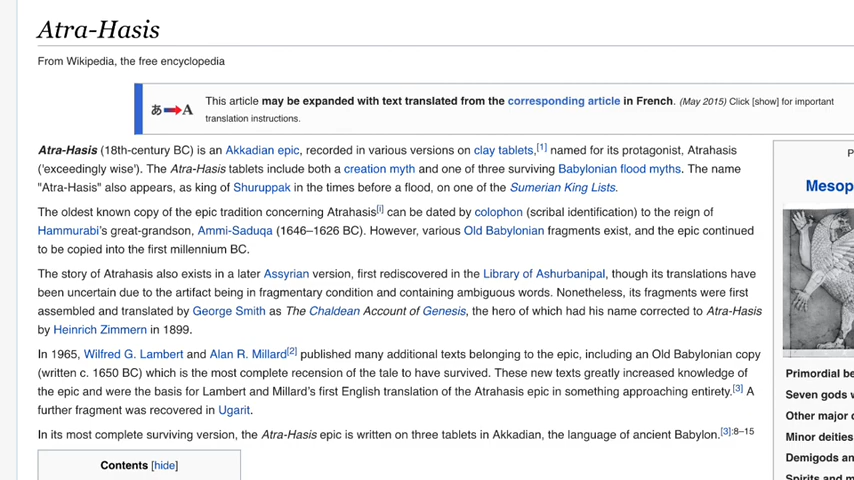 Atra-Hasis
From Wikipedia, the free encyclopedia
あ A
This article may be expanded with text translated from the corresponding article in French. (May 2015) Click [show] for important
translation instructions.
Atra-Hasis (18th-century BC) is an Akkadian epic, recorded in various versions on clay tablets,[1] named for its protagonist, Atrahasis
('exceedingly wise'). The Atra-Hasis tablets include both a creation myth and one of three surviving Babylonian flood myths. The name
"Atra-Hasis" also appears, as king of Shuruppak in the times before a flood, on one of the Sumerian King Lists.
The oldest known copy of the epic tradition concerning Atrahasis[i] can be dated by colophon (scribal identification) to the reign of
Hammurabi's great-grandson, Ammi-Saduqa (1646–1626 BC). However, various Old Babylonian fragments exist, and the epic continued
to be copied into the first millennium BC.
The story of Atrahasis also exists in a later Assyrian version, first rediscovered in the Library of Ashurbanipal, though its translations have
been uncertain due to the artifact being in fragmentary condition and containing ambiguous words. Nonetheless, its fragments were first
assembled and translated by George Smith as The Chaldean Account of Genesis, the hero of which had his name corrected to Atra-Hasis
by Heinrich Zimmern in 1899.
In 1965, Wilfred G. Lambert and Alan R. Millard[2] published many additional texts belonging to the epic, including an Old Babylonian copy
(written c. 1650 BC) which is the most complete recension of the tale to have survived. These new texts greatly increased knowledge of
the epic and were the basis for Lambert and Millard's first English translation of the Atrahasis epic in something approaching entirety.[3] A
further fragment was recovered in Ugarit.
In its most complete surviving version, the Atra-Hasis epic is written on three tablets in Akkadian, the language of ancient Babylon.[3]:8–15
Contents [hide]
P
Mesop
Primordial be
Seven gods w
Other major d
Minor deities
Demigods an
Spirits and m